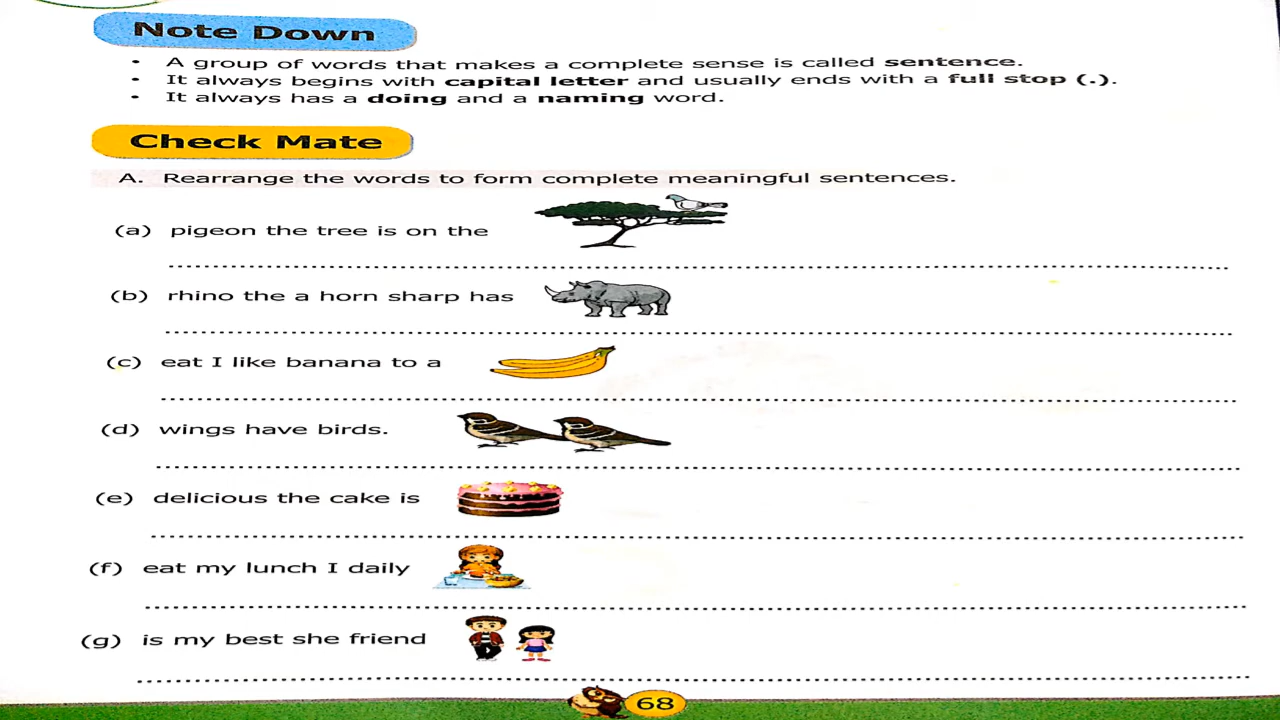 Note Down
• A group of words that makes a complete sense is called sentence.
• It always begins with capital letter and usually ends with a full stop (.).
• It always has a doing and a naming word.
Check Mate
A. Rearrange the words to form complete meaningful sentences.
(a) pigeon the tree is on the
(b) rhino the a horn sharp has
(c) eat I like banana to a
(d) wings have birds.
(e) delicious the cake is
(f) eat my lunch I daily
(g) is my best she friend
68